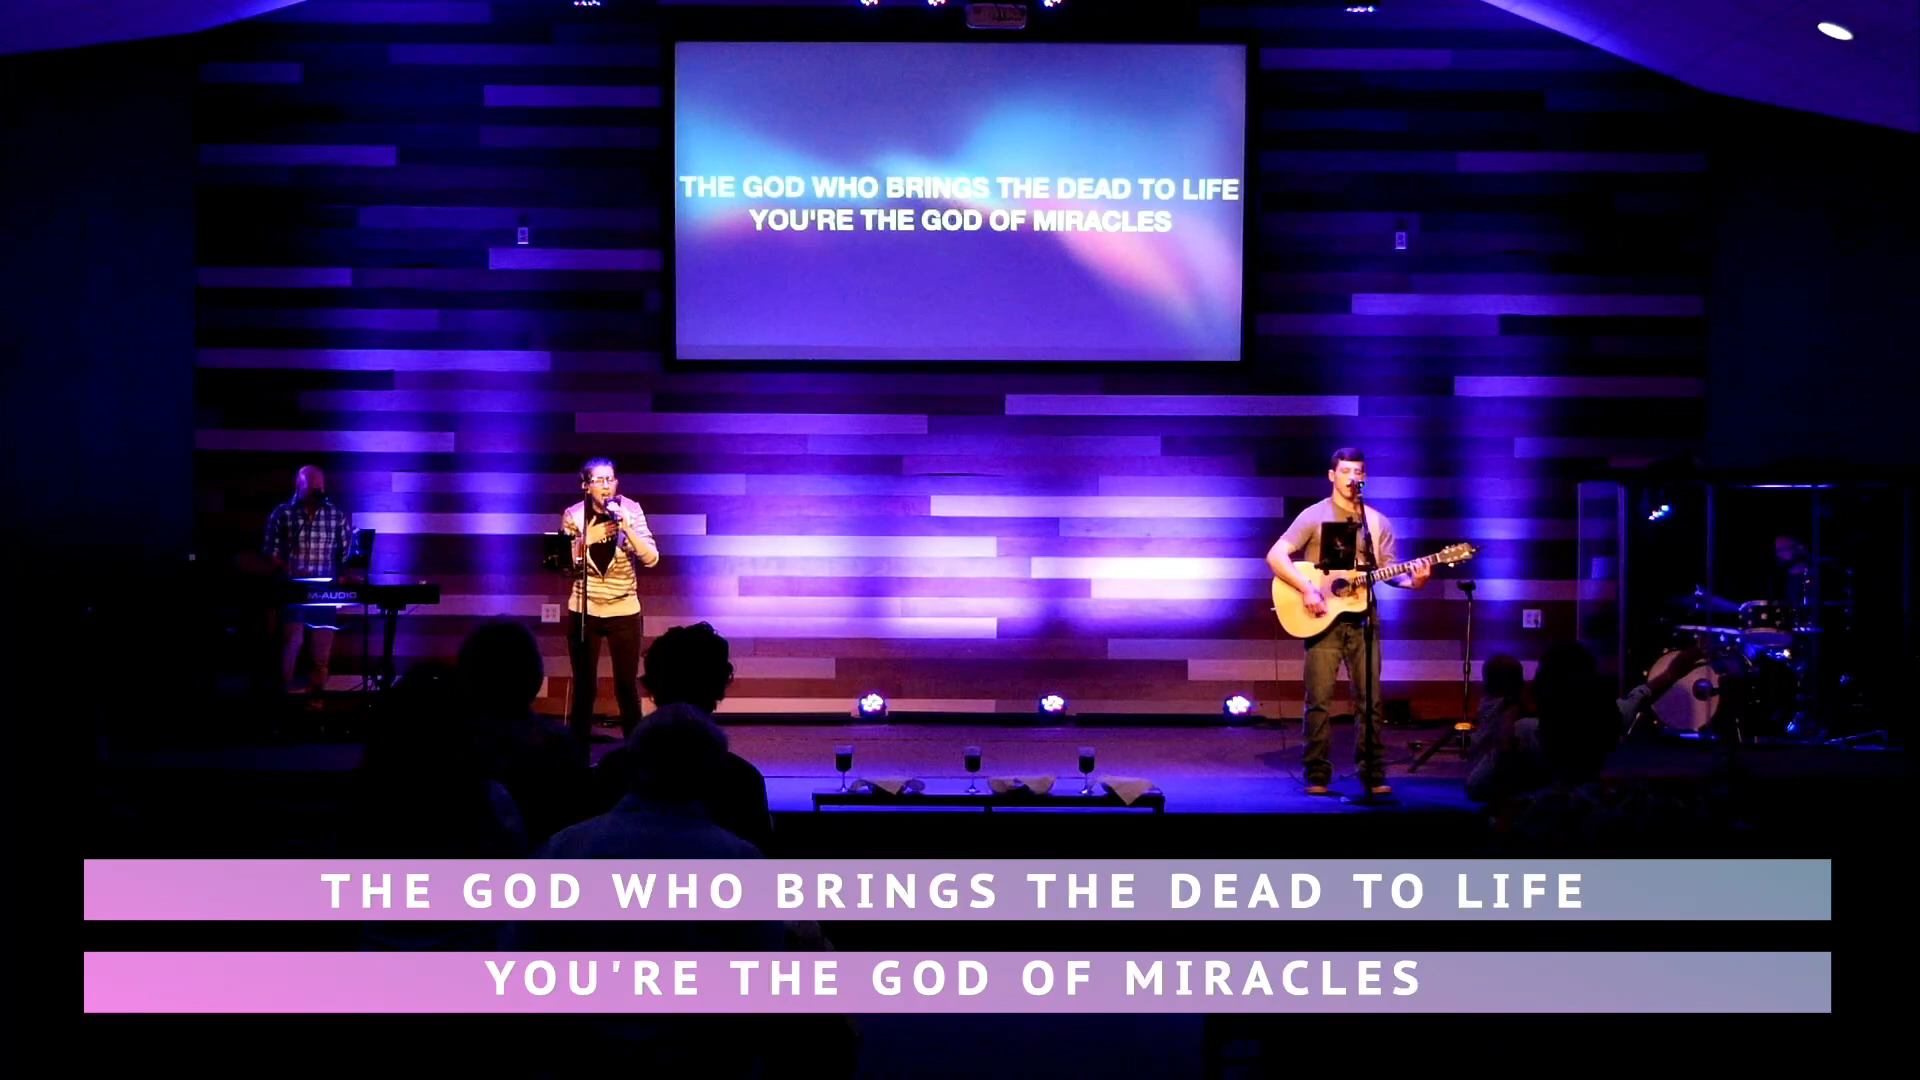 THE GOD WHO BRINGS THE DEAD TO LIFE
YOU'RE THE GOD OF MIRACLES
M-AUDIO
THE GOD WHO BRINGS THE DEAD TO LIFE
YOU'RE THE GOD OF MIRACLES